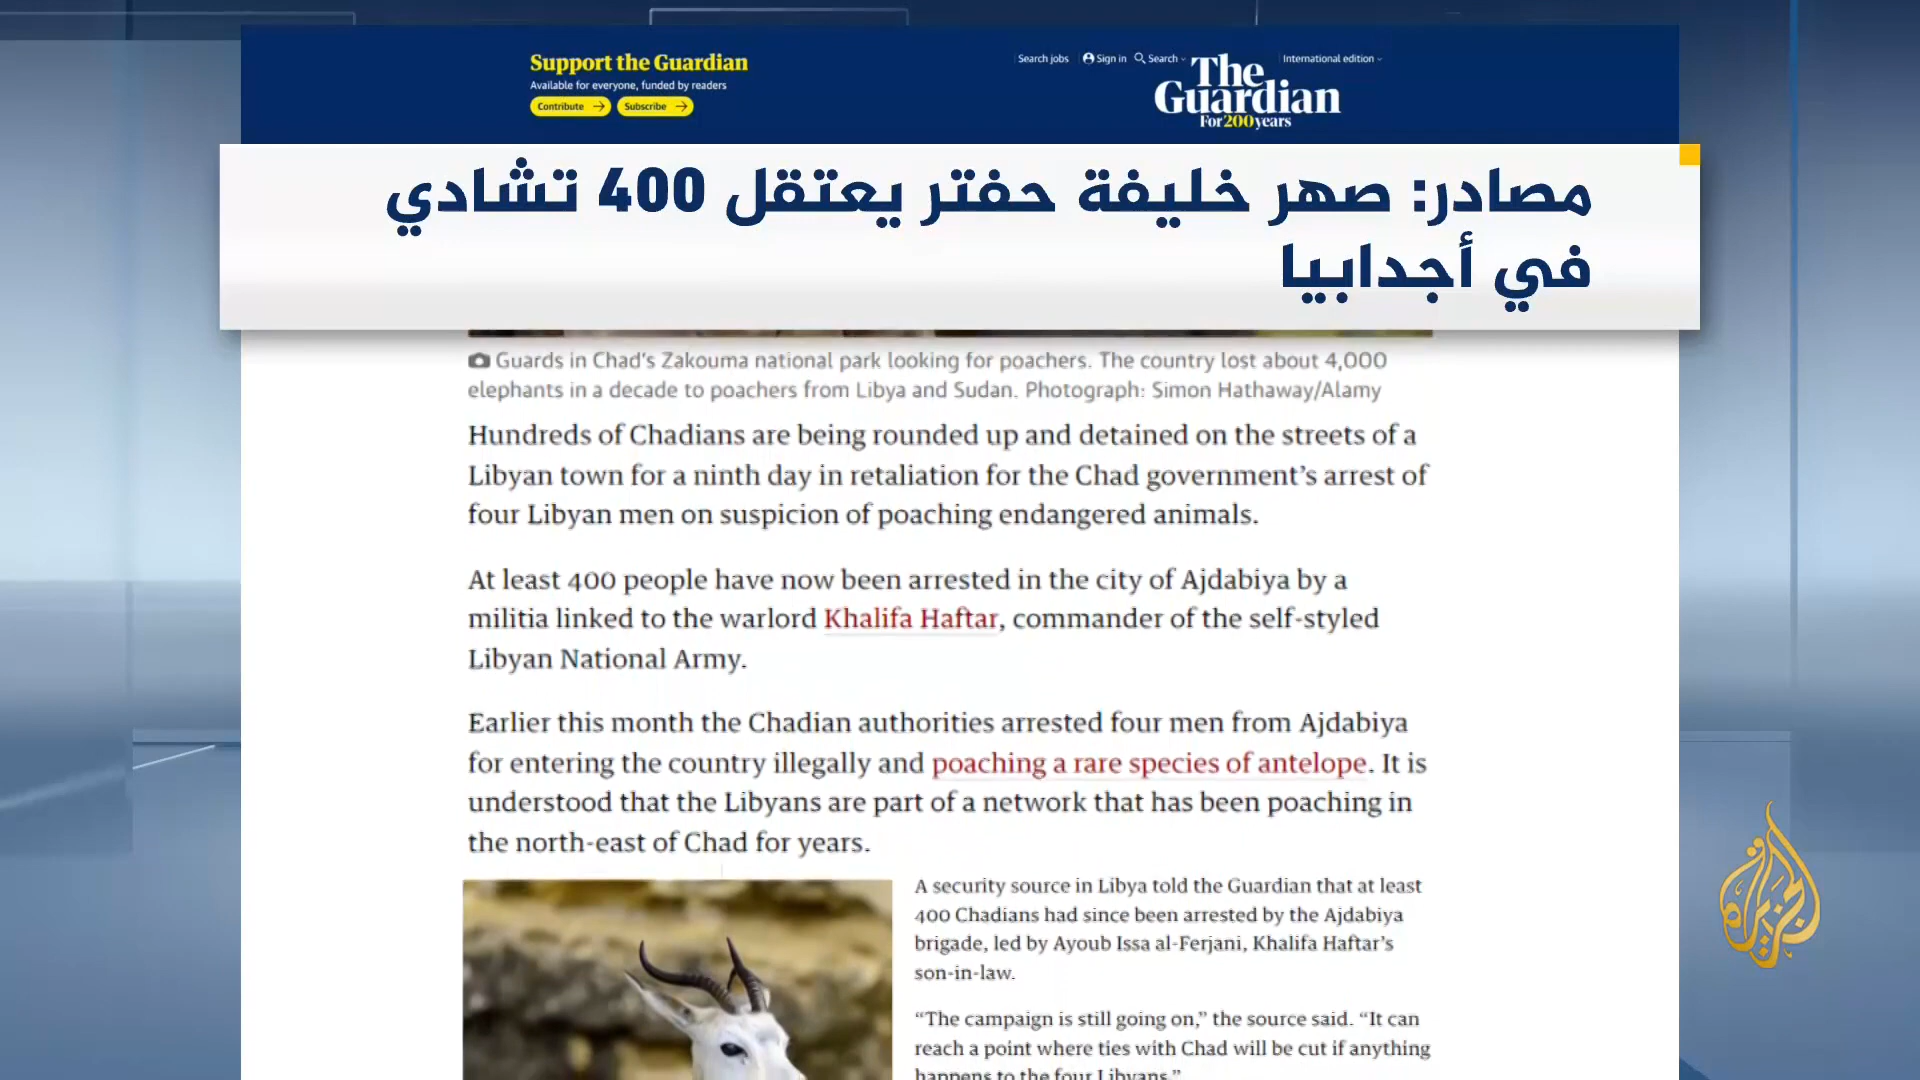 Support the Guardian
Available for everyone, funded by readers
Contribute → Subscribe →
Search jobs Sign in Search International edition
The
Guardian
For 200 years
مصادر: صهر خليفة حفتر يعتقل 400 تشادي
في أجدابيا
Guards in Chad's Zakouma national park looking for poachers. The country lost about 4,000
elephants in a decade to poachers from Libya and Sudan. Photograph: Simon Hathaway/Alamy
Hundreds of Chadians are being rounded up and detained on the streets of a
Libyan town for a ninth day in retaliation for the Chad government's arrest of
four Libyan men on suspicion of poaching endangered animals.
At least 400 people have now been arrested in the city of Ajdabiya by a
militia linked to the warlord Khalifa Haftar, commander of the self-styled
Libyan National Army.
Earlier this month the Chadian authorities arrested four men from Ajdabiya
for entering the country illegally and poaching a rare species of antelope. It is
understood that the Libyans are part of a network that has been poaching in
the north-east of Chad for years.
A security source in Libya told the Guardian that at least
400 Chadians had since been arrested by the Ajdabiya
brigade, led by Ayoub Issa al-Ferjani, Khalifa Haftar's
son-in-law.
“The campaign is still going on,” the source said. “It can
reach a point where ties with Chad will be cut if anything
happens to the four Libyans.”
الجزيرة